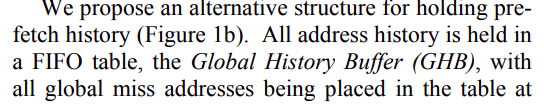 We propose an alternative structure for holding pre-
fetch history (Figure 1b).  All address history is held in
a FIFO table, the Global History Buffer (GHB), with
all global miss addresses being placed in the table at